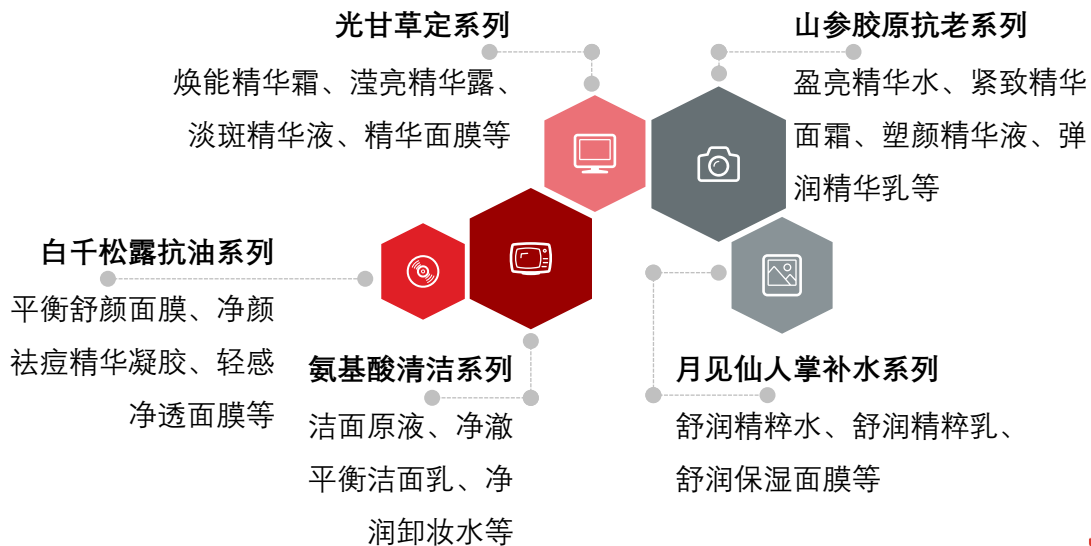 光甘草定系列
焕能精华霜、滢亮精华露、
淡斑精华液、精华面膜等
山参胶原抗老系列
盈亮精华水、紧致精华
面霜、塑颜精华液、弹
润精华乳等
白千松露抗油系列
平衡舒颜面膜、净颜
祛痘精华凝胶、轻感
净透面膜等
氨基酸清洁系列
洁面原液、净澈
平衡洁面乳、净
润卸妆水等
月见仙人掌补水系列
舒润精粹水、舒润精粹乳、
舒润保湿面膜等